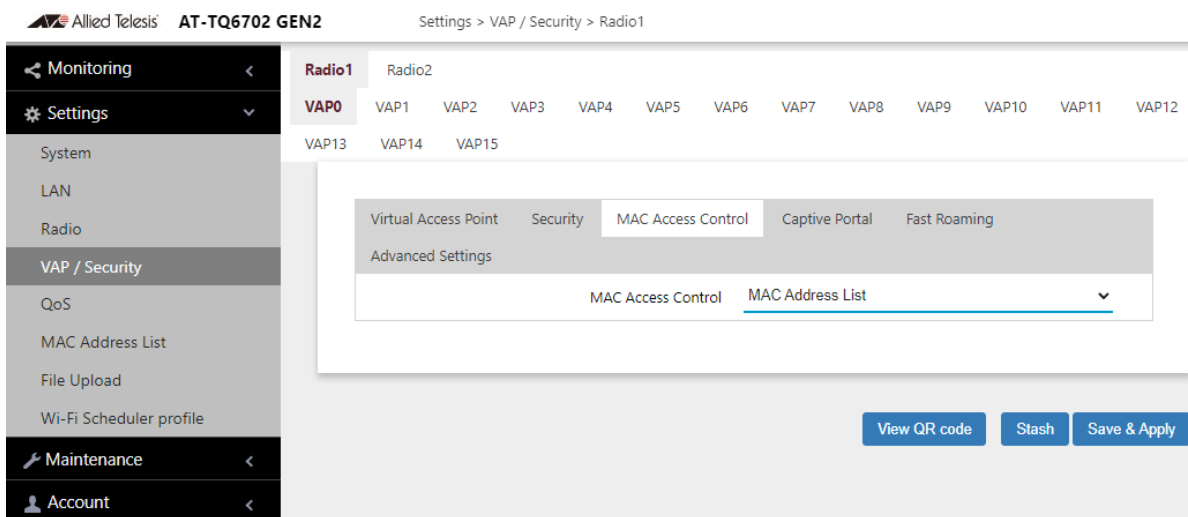 Allied Telesis AT-TQ6702 GEN2 Settings > VAP / Security > Radio1
Monitoring
Settings
System
LAN
Radio
VAP / Security
QoS
MAC Address List
File Upload
Wi-Fi Scheduler profile
Maintenance
Account
Radio1 Radio2
VAP0 VAP1 VAP2 VAP3 VAP4 VAP5 VAP6 VAP7 VAP8 VAP9 VAP10 VAP11 VAP12
VAP13 VAP14 VAP15
Virtual Access Point Security MAC Access Control Captive Portal Fast Roaming
Advanced Settings
MAC Access Control MAC Address List
View QR code Stash Save & Apply